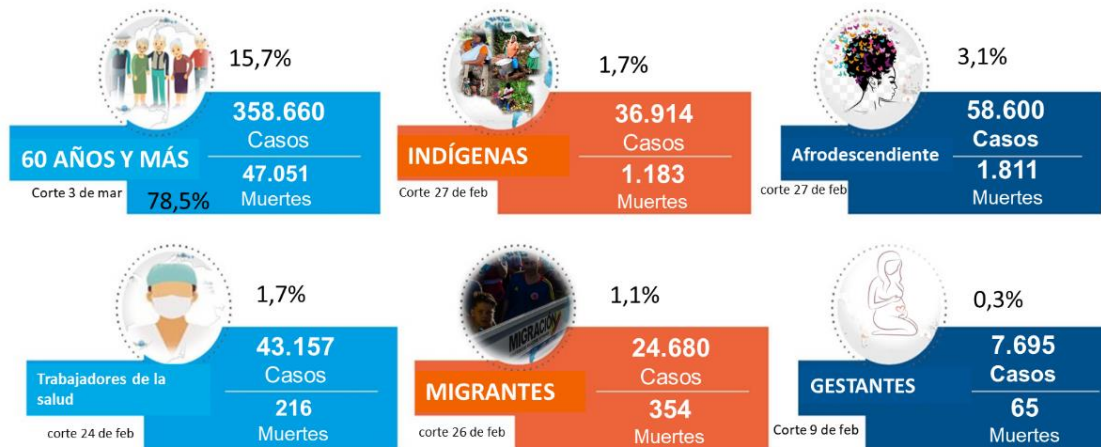 15,7%
358.660
Casos
60 AÑOS Y MÁS
47.051
Muertes
Corte 3 de mar
78,5%
1,7%
36.914
Casos
INDÍGENAS
1.183
Muertes
Corte 27 de feb
3,1%
58.600
Casos
Afrodescendiente
1.811
Muertes
corte 27 de feb
1,7%
43.157
Casos
Trabajadores de la
salud
216
Muertes
corte 24 de feb
1,1%
MIGRACIÓN
24.680
Casos
MIGRANTES
354
Muertes
corte 26 de feb
0,3%
7.695
Casos
GESTANTES
65
Muertes
Corte 9 de feb